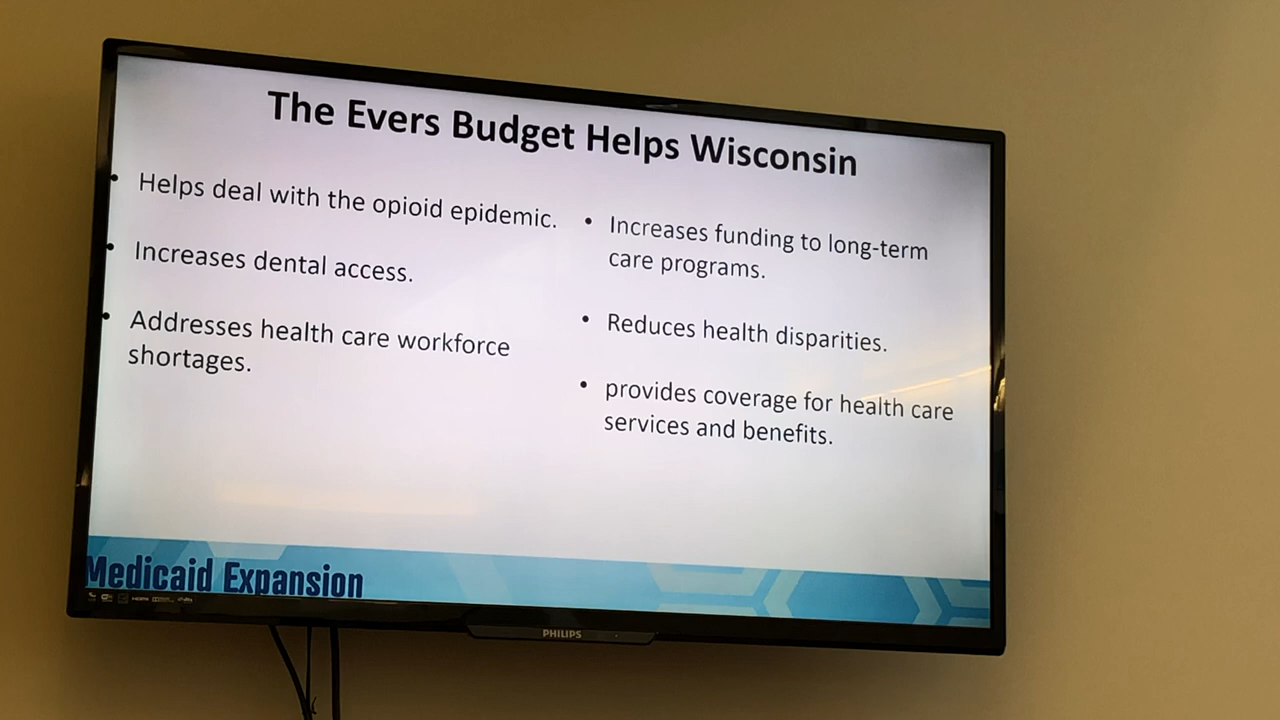 The Evers Budget Helps Wisconsin
• Helps deal with the opioid epidemic.
• Increases dental access.
• Addresses health care workforce
shortages.
• Increases funding to long-term
care programs.
• Reduces health disparities.
• provides coverage for health care
services and benefits.
Medicaid Expansion
PHILIPS